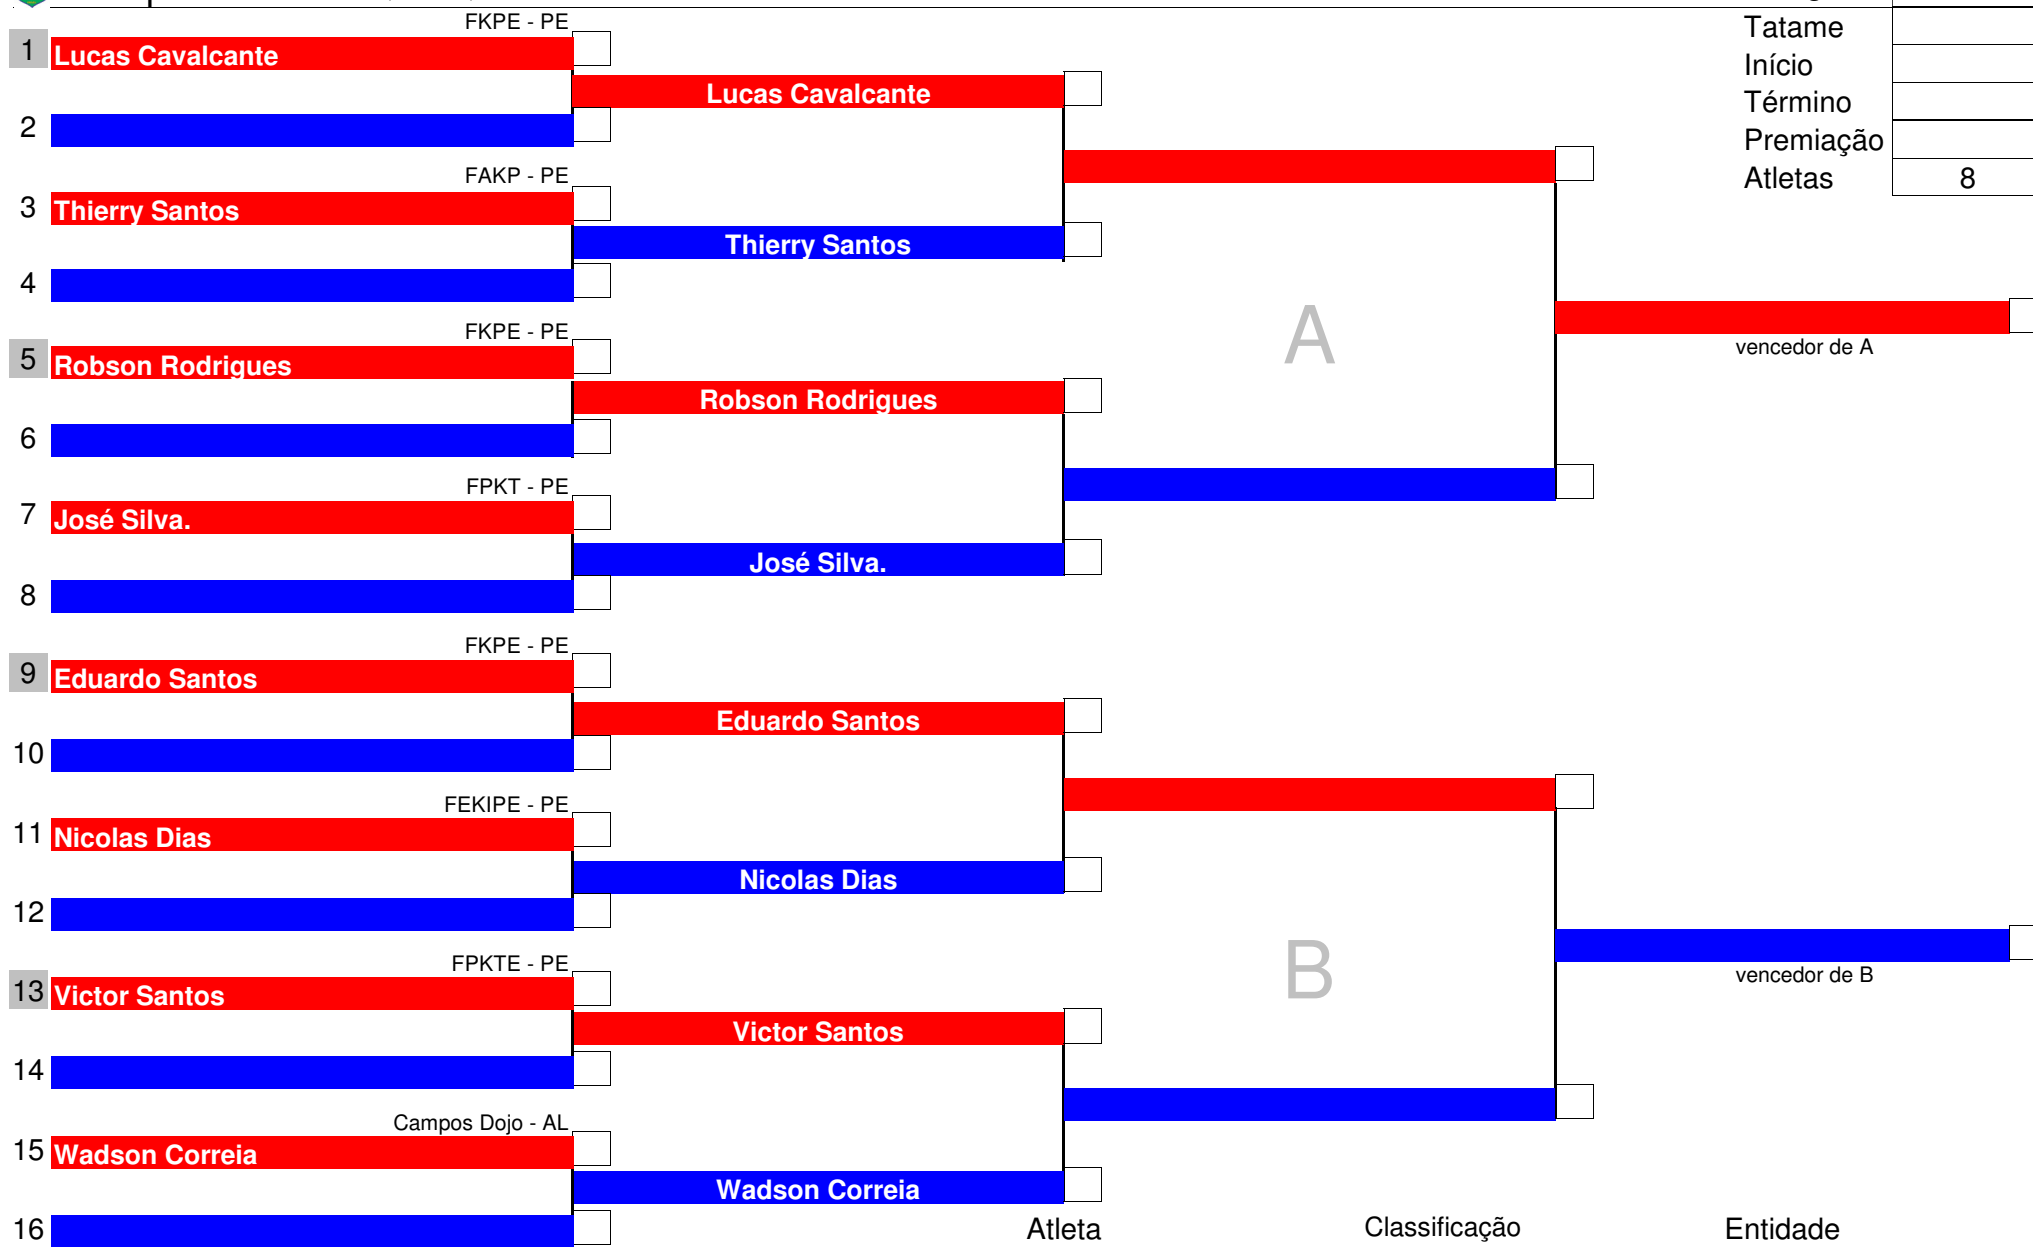 FKPE - PE
1 Lucas Cavalcante
Lucas Cavalcante
2
FAKP - PE
3 Thierry Santos
Thierry Santos
4
FKPE - PE
5 Robson Rodrigues
Robson Rodrigues
6
FPKT - PE
7 José Silva.
José Silva.
8
FKPE - PE
9 Eduardo Santos
Eduardo Santos
10
FEKIPE - PE
11 Nicolas Dias
Nicolas Dias
12
FPKTE - PE
13 Victor Santos
Victor Santos
14
Campos Dojo - AL
15 Wadson Correia
Wadson Correia
16
A
B
Tatame
Início
Término
Premiação
Atletas 8
vencedor de A
vencedor de B
Atleta Classificação Entidade